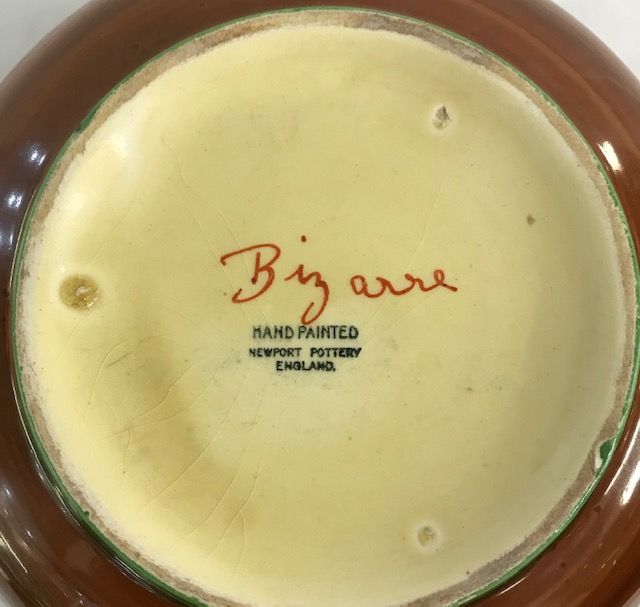 Bizarre
HAND PAINTED
NEWPORT POTTERY
ENGLAND.